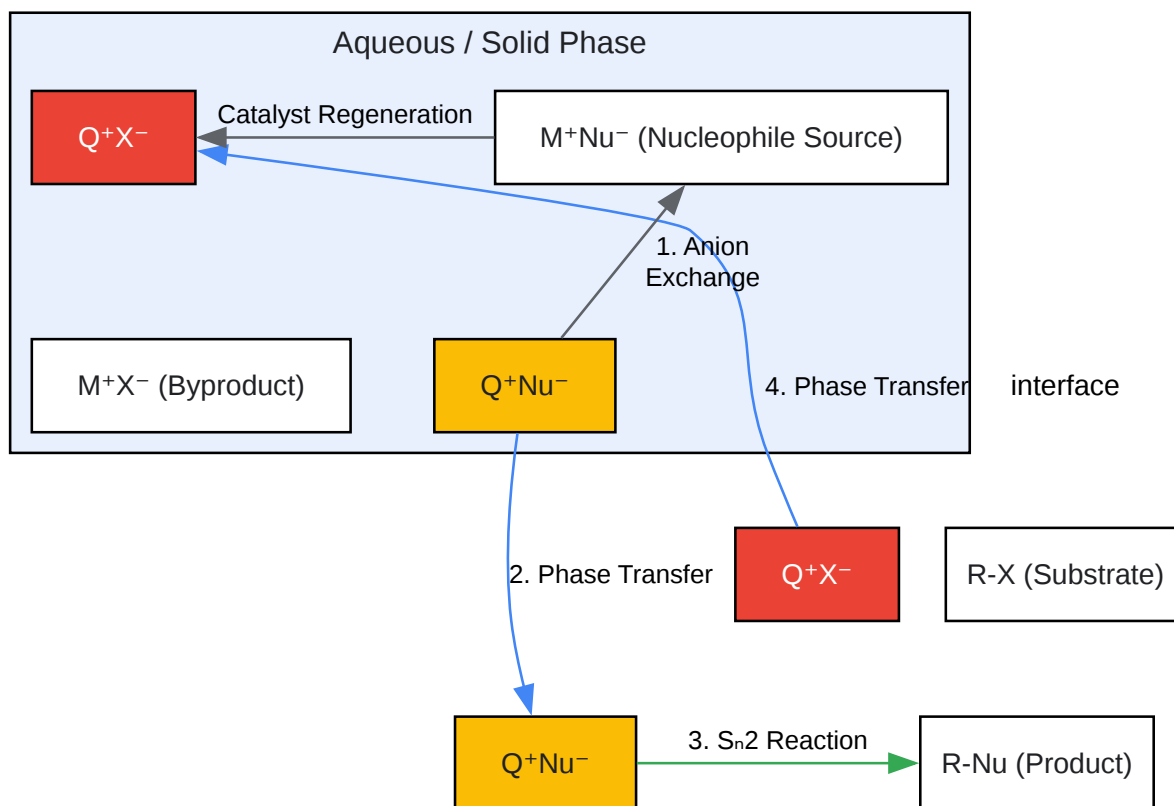 Aqueous / Solid Phase
Catalyst Regeneration
Q⁺X⁻
M⁺Nu⁻ (Nucleophile Source)
1. Anion
Exchange
M⁺X⁻ (Byproduct)
Q⁺Nu⁻
4. Phase Transfer
interface
2. Phase Transfer
Q⁺X⁻
R-X (Substrate)
3. Sₙ2 Reaction
Q⁺Nu⁻
R-Nu (Product)